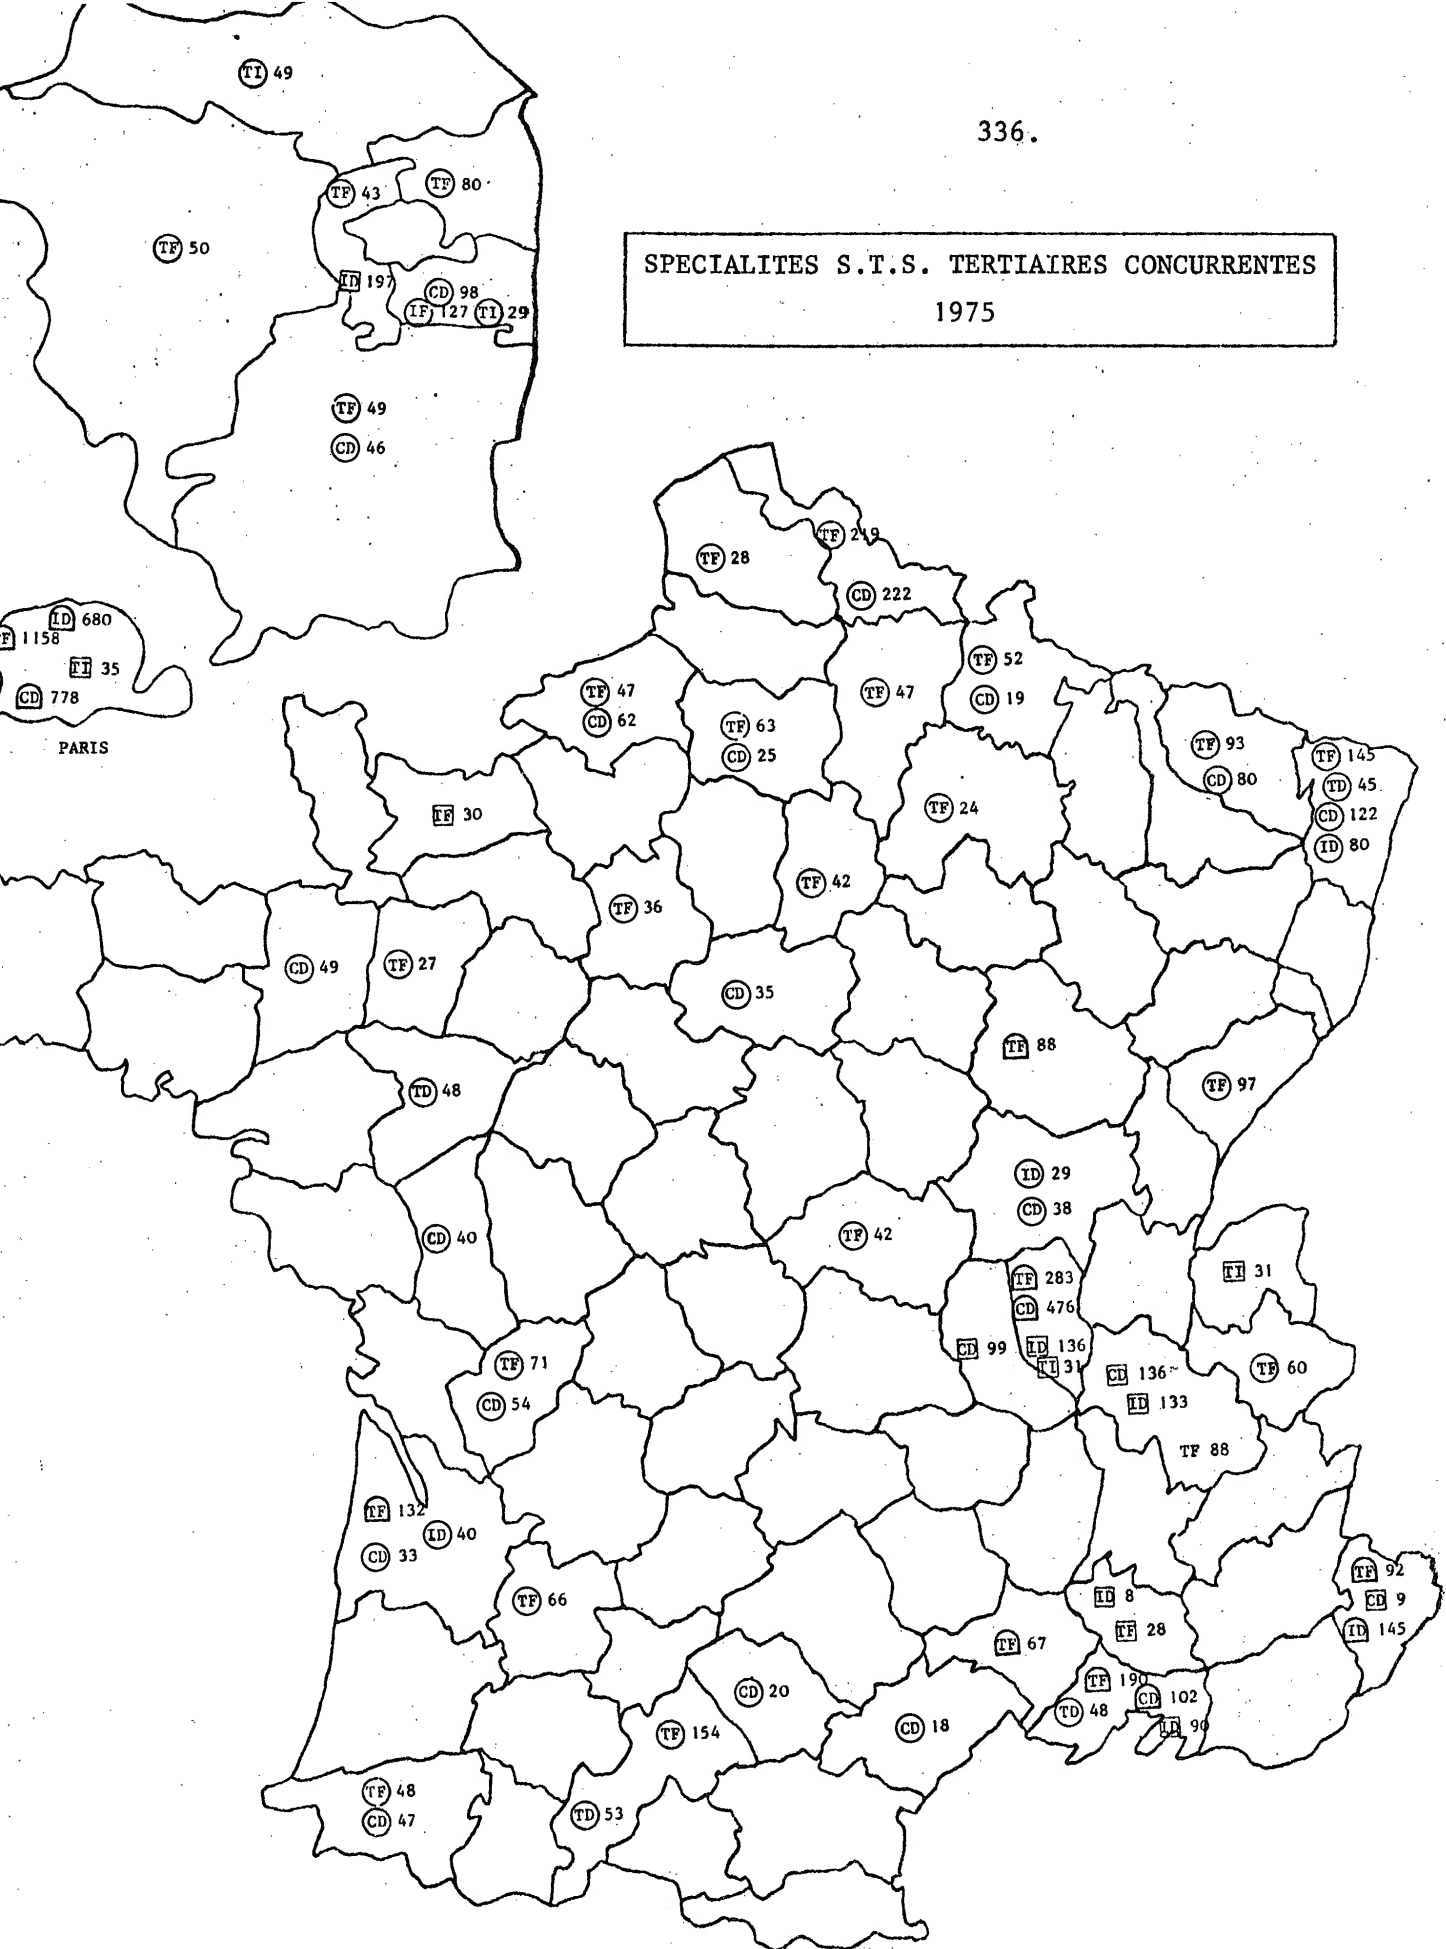 TI 49
336.
TF 43
TF 80
TF 50
SPECIALITES S.T.S. TERTIAIRES CONCURRENTES
1975
ID 197
CD 98
IF 127 TI 29
TF 49
CD 46
TF 219
TF 28
CD 222
ID 680
F 1158
TI 35
CD 778
PARIS
TF 52
CD 19
TF 47
CD 62
TF 47
TF 63
CD 25
TF 93
CD 80
TF 145
TD 45
CD 122
ID 80
TF 30
TF 24
TF 42
TF 36
CD 49
TF 27
CD 35
TF 88
TD 48
TF 97
ID 29
CD 38
CD 40
TF 42
TF 283
CD 476
TI 31
CD 99
ID 136
TI 31
TF 71
CD 54
CD 136
ID 133
TF 88
TF 60
TF 132
ID 40
CD 33
TF 66
ID 8
TF 28
TF 92
CD 9
ID 145
TF 67
CD 20
TF 190
CD 102
TD 48
ID 90
TF 154
CD 18
TF 48
CD 47
TD 53